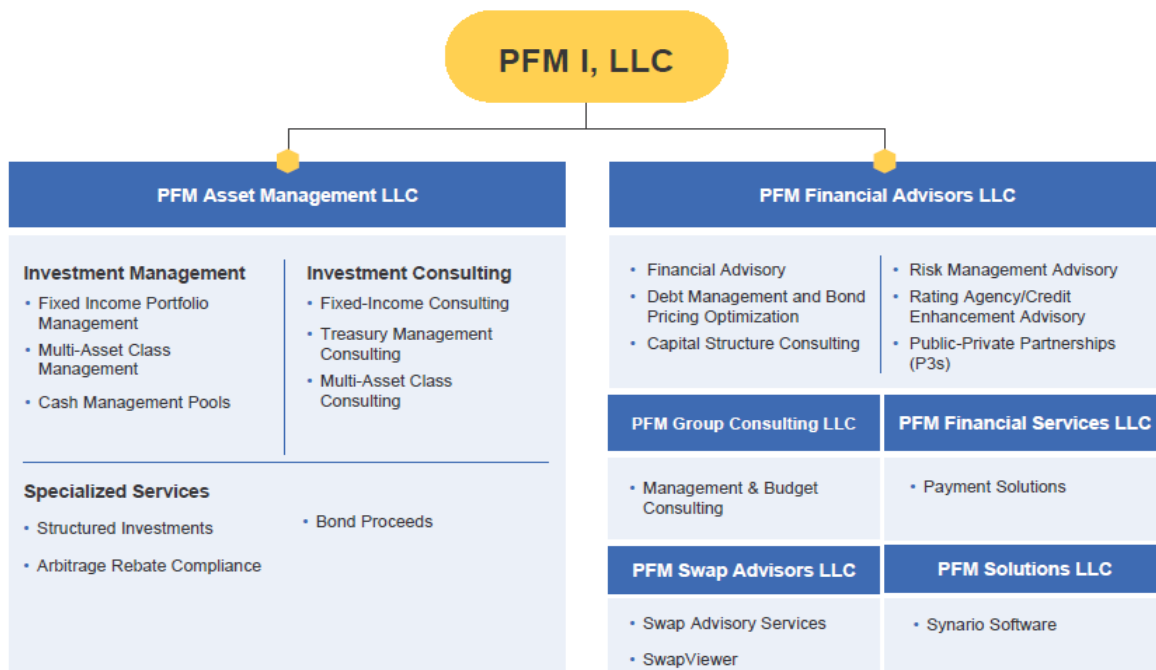 PFM I, LLC
PFM Asset Management LLC
Investment Management
• Fixed Income Portfolio
Management
• Multi-Asset Class
Management
• Cash Management Pools
Investment Consulting
• Fixed-Income Consulting
• Treasury Management
Consulting
• Multi-Asset Class
Consulting
Specialized Services
• Structured Investments
• Arbitrage Rebate Compliance
• Bond Proceeds
PFM Financial Advisors LLC
• Financial Advisory
• Debt Management and Bond
Pricing Optimization
• Capital Structure Consulting
• Risk Management Advisory
• Rating Agency/Credit
Enhancement Advisory
• Public-Private Partnerships
(P3s)
PFM Group Consulting LLC
• Management & Budget
Consulting
PFM Financial Services LLC
• Payment Solutions
PFM Swap Advisors LLC
• Swap Advisory Services
• SwapViewer
PFM Solutions LLC
• Synario Software